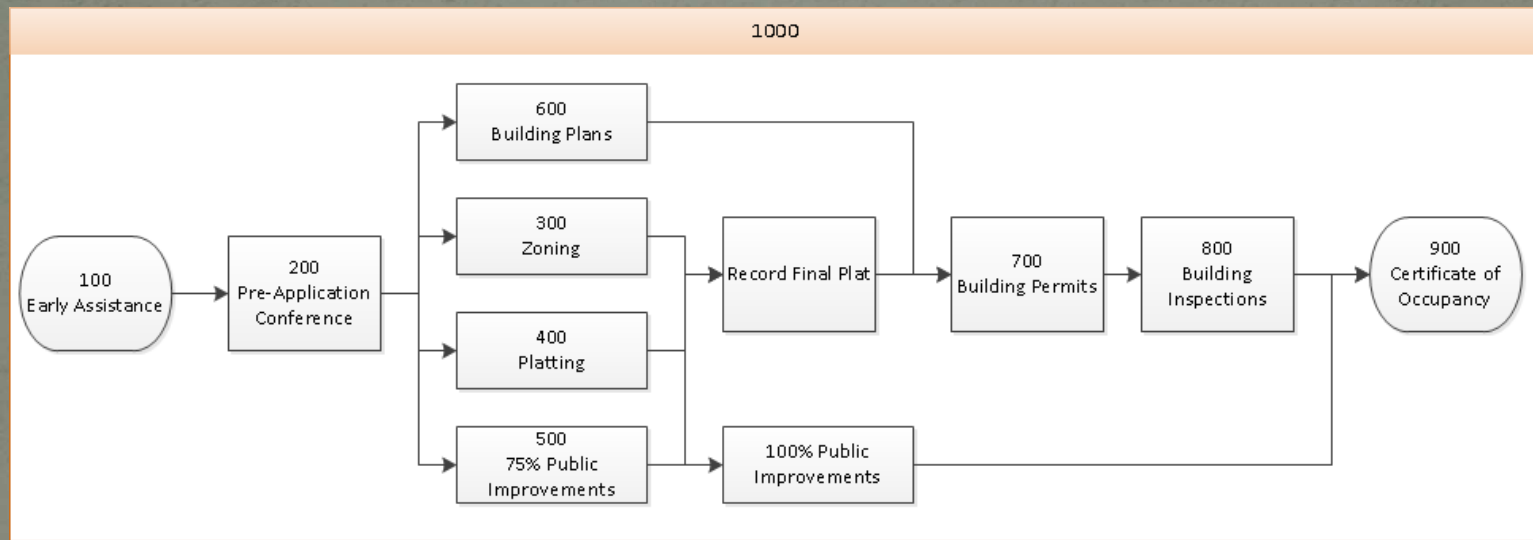 1000
600
Building Plans
300
Zoning
100
Early Assistance
200
Pre-Application
Conference
Record Final Plat
700
Building Permits
800
Building
Inspections
900
Certificate of
Occupancy
400
Platting
500
75% Public
Improvements
100% Public
Improvements